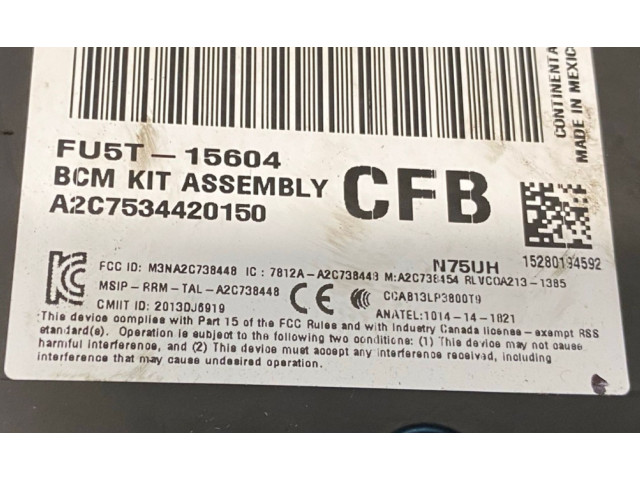 CONTINENTA
MADE IN MEXIC
FU5T-15604
BCM KIT ASSEMBLY
CFB
A2C7534420150
N75UH
15280194592
FCC ID: M3NA2C738448 IC: 7812A-A2C738448 M:A2C738454 RLVCOA213-1385
MSIP-RRM-TAL-A2C738448
CCAB13LP3800T9
CMIIT ID: 2013DJ6919
ANATEL:1014-14-1821
This device complies with Part 15 of the FCC Rules and with Industry Canada license-exempt RSS
standard(s). Operation is subject to the following two conditions: (1) This device may not cause
harmful interference, and (2) This device must accept any interference received, including
interference that may cause undesired operation.